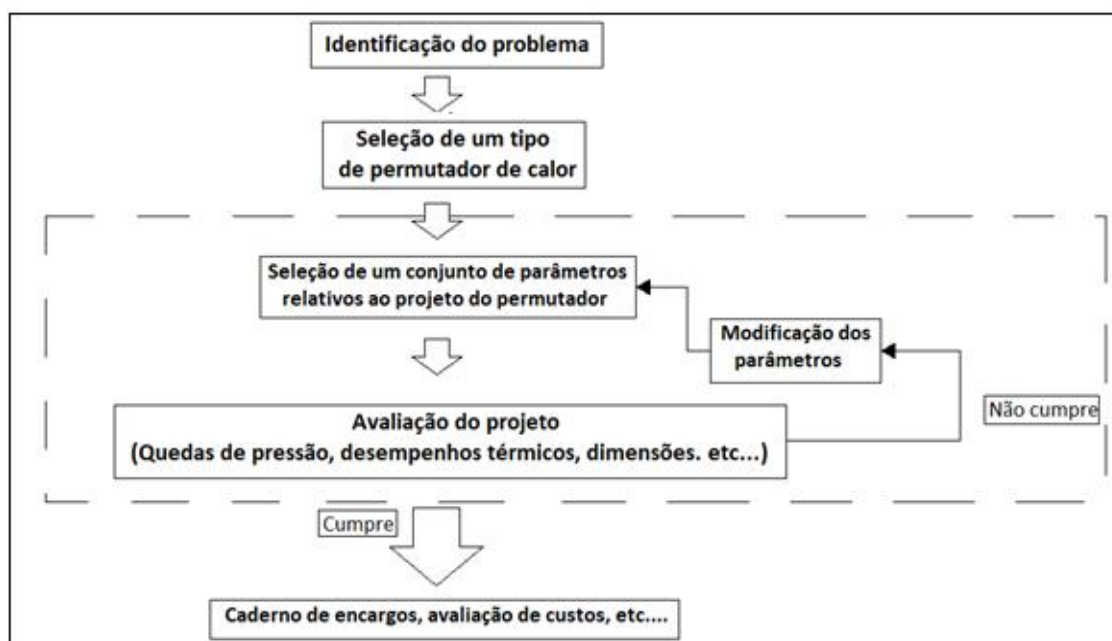 Identificação do problema
Seleção de um tipo
de permutador de calor
Seleção de um conjunto de parâmetros
relativos ao projeto do permutador
Modificação dos
parâmetros
Não cumpre
Avaliação do projeto
(Quedas de pressão, desempenhos térmicos, dimensões. etc...)
Cumpre
Caderno de encargos, avaliação de custos, etc....